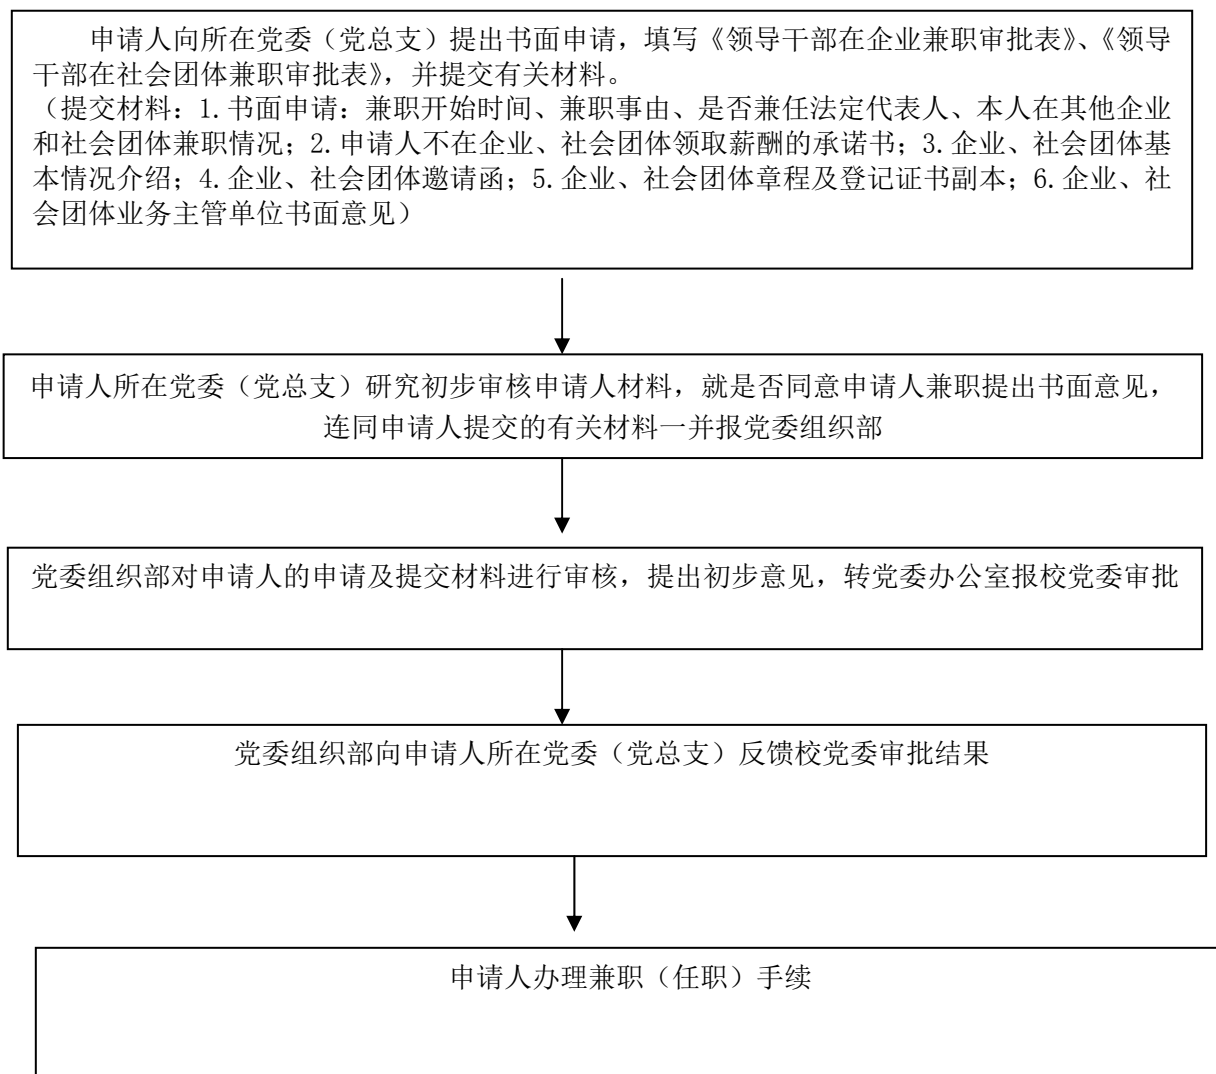 申请人向所在党委（党总支）提出书面申请，填写《领导干部在企业兼职审批表》、《领导
干部在社会团体兼职审批表》，并提交有关材料。
（提交材料：1.书面申请：兼职开始时间、兼职事由、是否兼任法定代表人、本人在其他企业
和社会团体兼职情况；2.申请人不在企业、社会团体领取薪酬的承诺书；3.企业、社会团体基
本情况介绍；4.企业、社会团体邀请函；5.企业、社会团体章程及登记证书副本；6.企业、社
会团体业务主管单位书面意见）
申请人所在党委（党总支）研究初步审核申请人材料，就是否同意申请人兼职提出书面意见，
连同申请人提交的有关材料一并报党委组织部
党委组织部对申请人的申请及提交材料进行审核，提出初步意见，转党委办公室报校党委审批
党委组织部向申请人所在党委（党总支）反馈校党委审批结果
申请人办理兼职（任职）手续